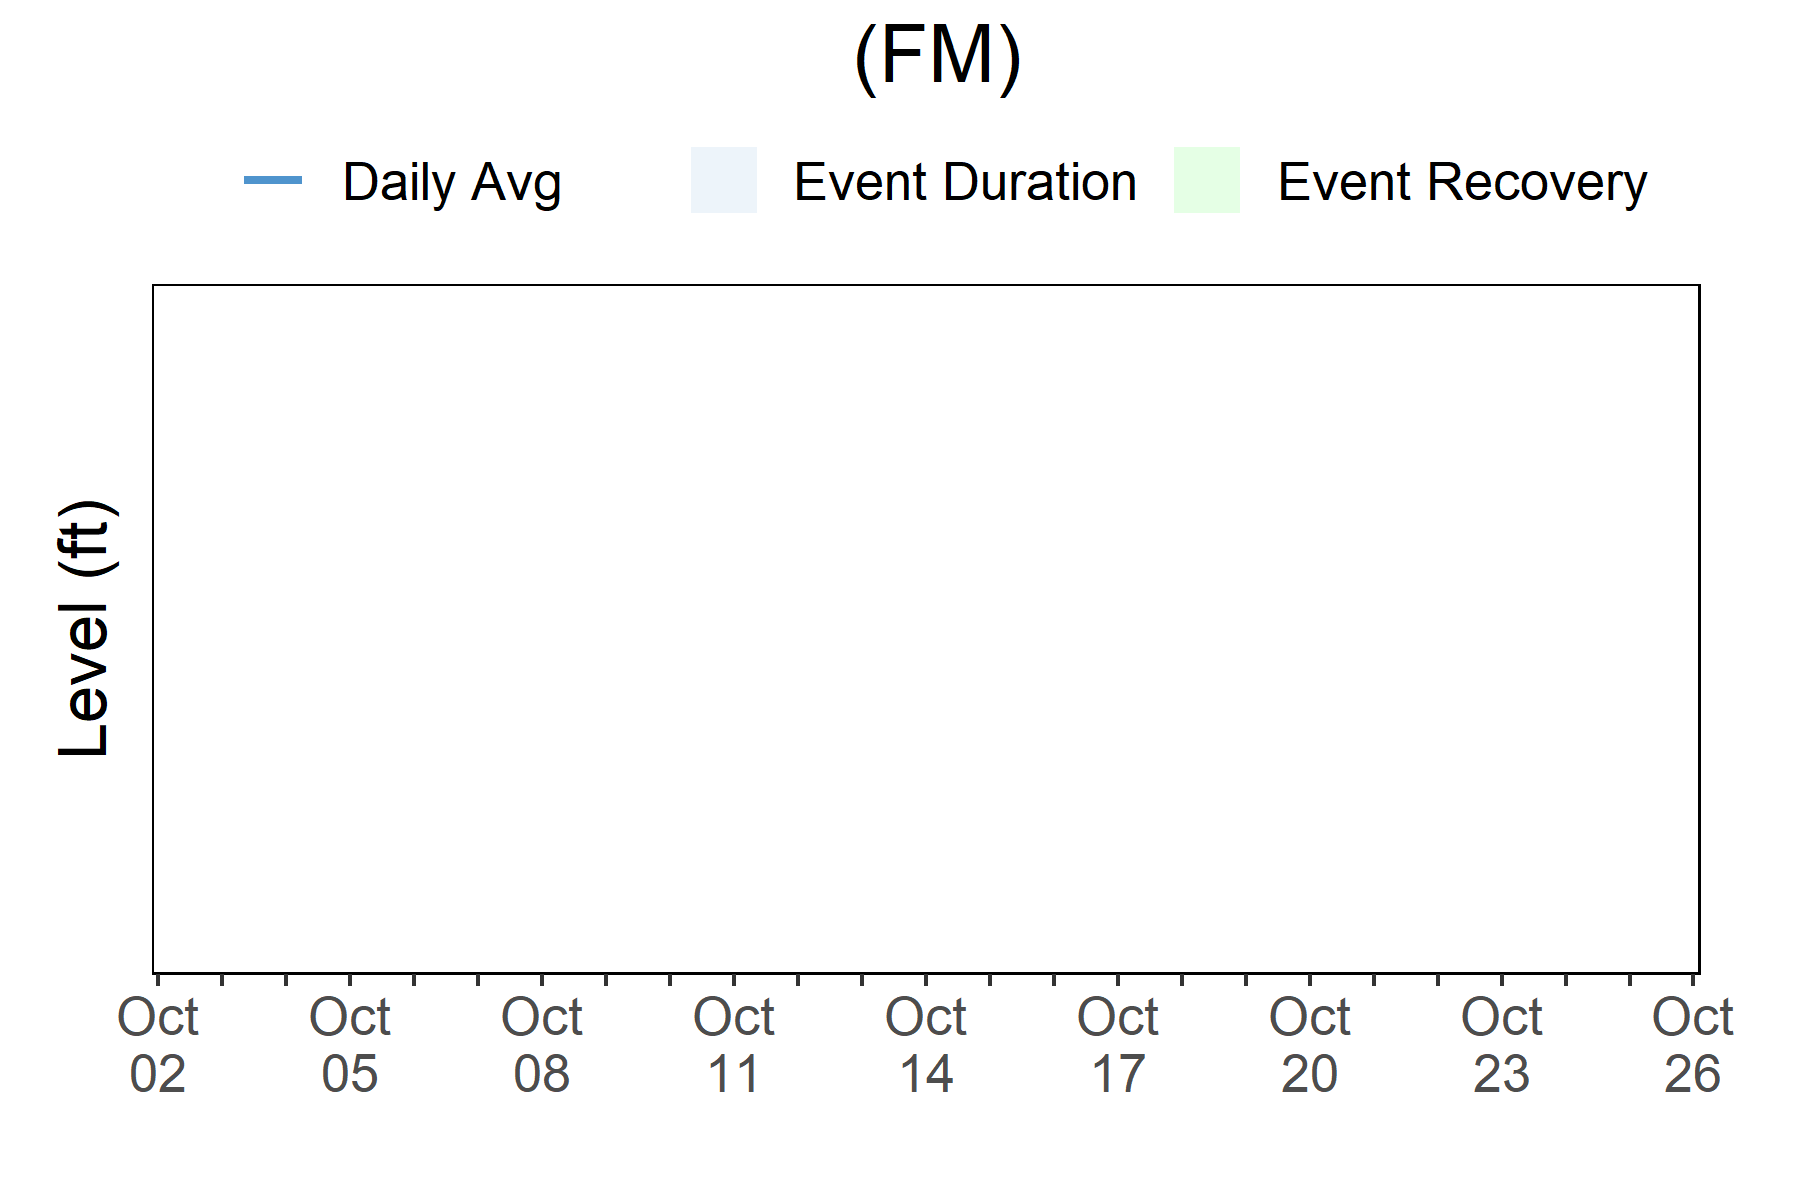 (FM)
Daily Avg Event Duration Event Recovery
Level (ft)
Oct Oct Oct Oct Oct Oct Oct Oct Oct
02 05 08 11 14 17 20 23 26